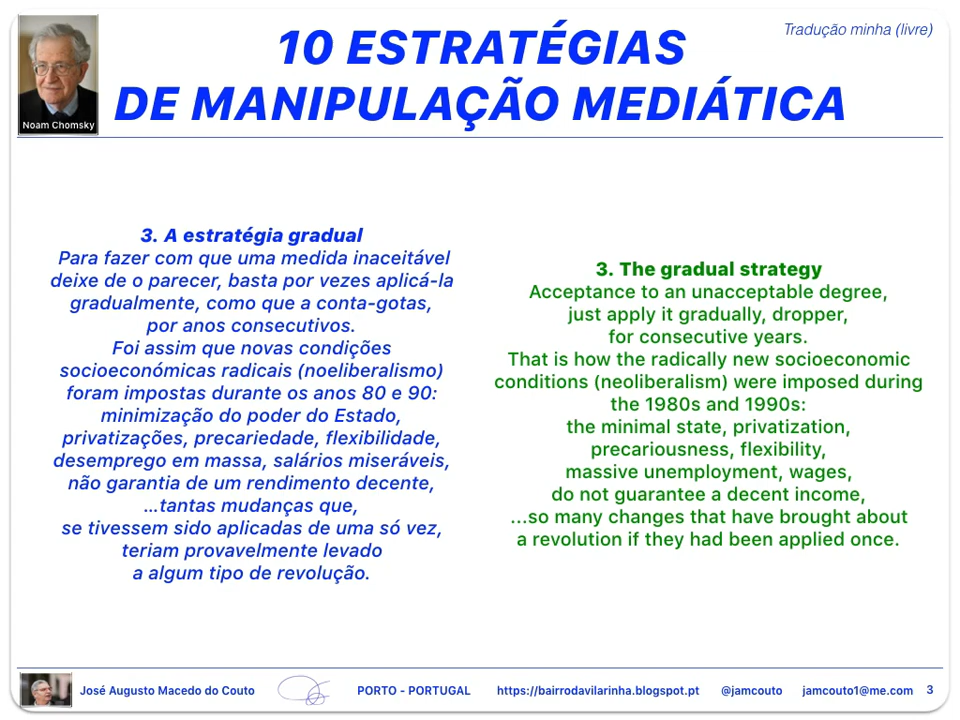 Tradução minha (livre)
10 ESTRATÉGIAS
DE MANIPULAÇÃO MEDIÁTICA
Noam Chomsky
3. A estratégia gradual
Para fazer com que uma medida inaceitável
deixe de o parecer, basta por vezes aplicá-la
gradualmente, como que a conta-gotas,
por anos consecutivos.
Foi assim que novas condições
socioeconómicas radicais (noeliberalismo)
foram impostas durante os anos 80 e 90:
minimização do poder do Estado,
privatizações, precariedade, flexibilidade,
desemprego em massa, salários miseráveis,
não garantia de um rendimento decente,
...tantas mudanças que,
se tivessem sido aplicadas de uma só vez,
teriam provavelmente levado
a algum tipo de revolução.
3. The gradual strategy
Acceptance to an unacceptable degree,
just apply it gradually, dropper,
for consecutive years.
That is how the radically new socioeconomic
conditions (neoliberalism) were imposed during
the 1980s and 1990s:
the minimal state, privatization,
precariousness, flexibility,
massive unemployment, wages,
do not guarantee a decent income,
...so many changes that have brought about
a revolution if they had been applied once.
José Augusto Macedo do Couto PORTO - PORTUGAL https://bairrodavilarinha.blogspot.pt @jamcouto jamcouto1@me.com 3